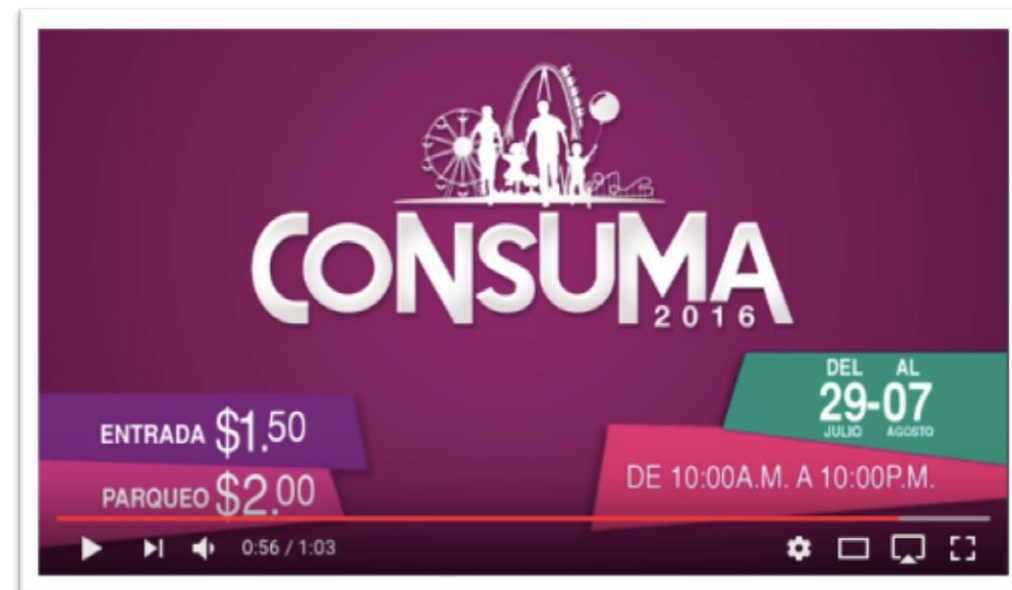 CONSUMA
2016
ENTRADA $1.50
PARQUEO $2.00
DEL AL
29-07
JULIO AGOSTO
DE 10:00A.M. A 10:00P.M.
0:56 / 1:03